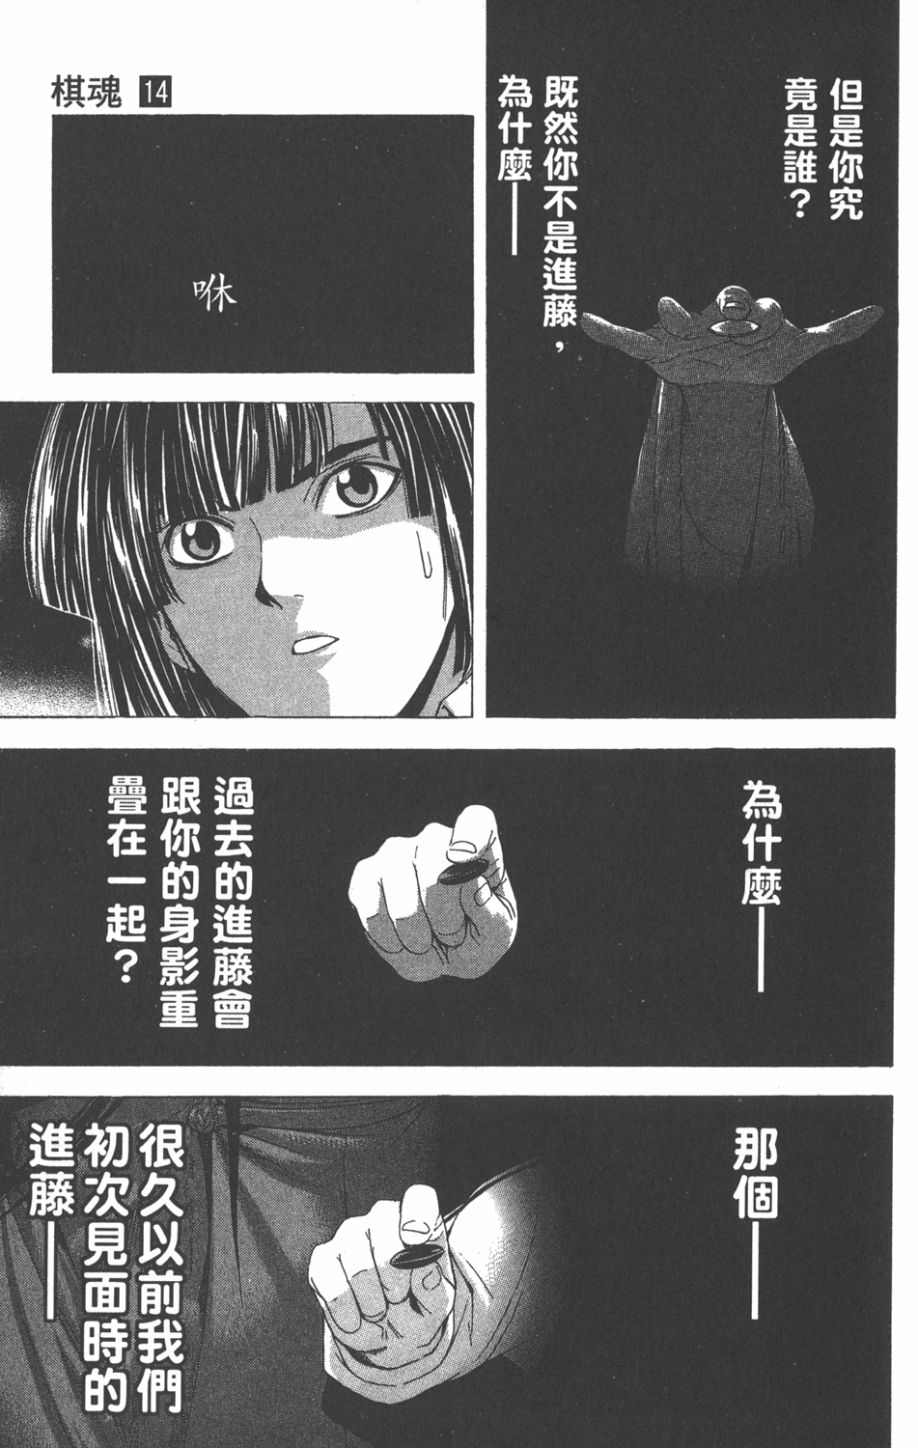 棋魂 14
但是你究
竟是誰？
既然你不是進藤，
為什麼——
咻
為什麼——
過去的進藤會
跟你的身影重
疊在一起？
那個——
很久以前我們
初次見面時的
進藤——